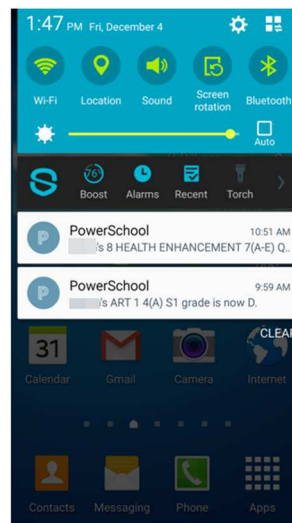 1:47 PM Fri, December 4
Wi-Fi
Location
Sound
Screen rotation
Bluetooth
Auto
76%
Boost
Alarms
Recent
Torch
PowerSchool 10:51 AM
's 8 HEALTH ENHANCEMENT 7(A-E) Q..
PowerSchool 9:59 AM
's ART 1 4(A) S1 grade is now D.
CLEAR
31
Calendar
Gmail
Camera
Internet
Contacts
Messaging
Phone
Apps